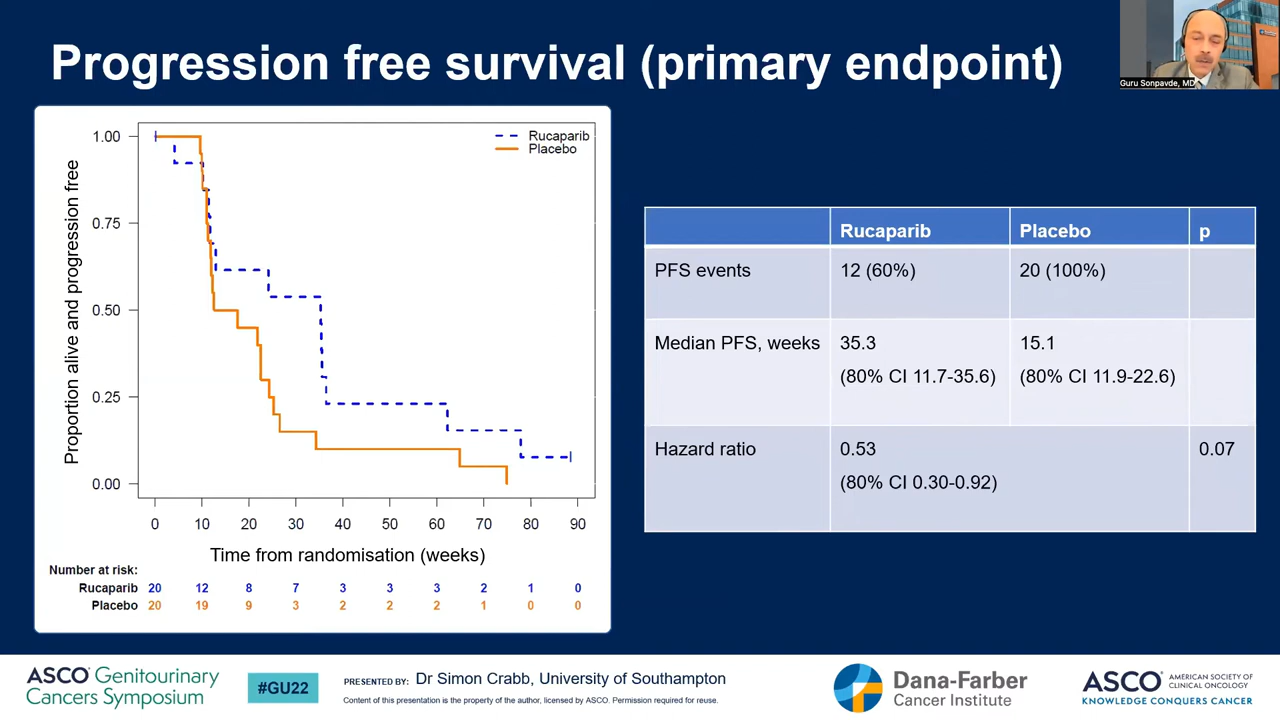 Progression free survival (primary endpoint)
Guru Sonpavde, MD
Proportion alive and progression free
1.00
0.75
0.50
0.25
0.00
Rucaparib
Placebo
0 10 20 30 40 50 60 70 80 90
Time from randomisation (weeks)
Number at risk:
Rucaparib 20 12 8 7 3 3 3 2 1 0
Placebo 20 19 9 3 2 2 2 1 0 0
Rucaparib Placebo p
PFS events 12 (60%) 20 (100%)
Median PFS, weeks 35.3 15.1
(80% CI 11.7-35.6) (80% CI 11.9-22.6)
Hazard ratio 0.53 0.07
(80% CI 0.30-0.92)
ASCO Genitourinary
Cancers Symposium
#GU22
PRESENTED BY: Dr Simon Crabb, University of Southampton
Content of this presentation is the property of the author, licensed by ASCO. Permission required for reuse.
Dana-Farber
Cancer Institute
ASCO AMERICAN SOCIETY OF
CLINICAL ONCOLOGY
KNOWLEDGE CONQUERS CANCER